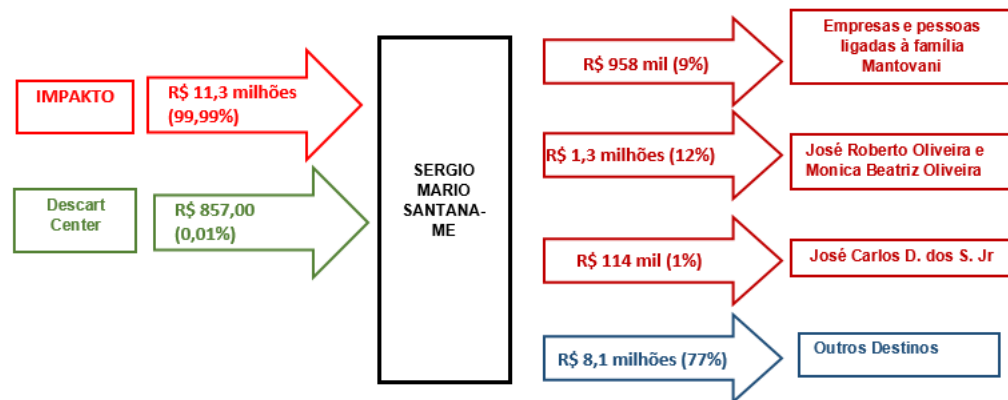 IMPAKTO
R$ 11,3 milhões
(99,99%)
Descart
Center
R$ 857,00
(0,01%)
SERGIO
MARIO
SANTANA-
ME
R$ 958 mil (9%)
Empresas e pessoas
ligadas à família
Mantovani
R$ 1,3 milhões (12%)
José Roberto Oliveira e
Monica Beatriz Oliveira
R$ 114 mil (1%)
José Carlos D. dos S. Jr
R$ 8,1 milhões (77%)
Outros Destinos